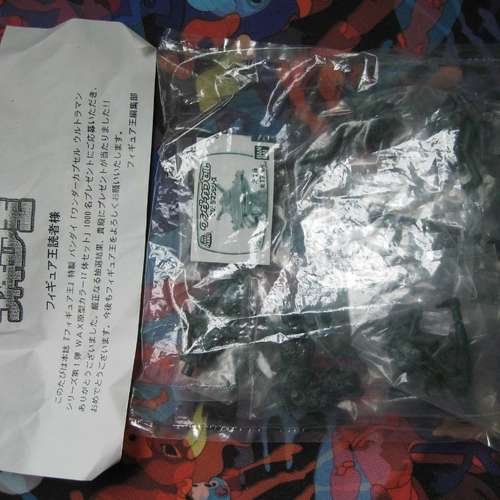 フィギュア王読者様
このたびは本誌『フィギュア王』特製 バンダイ「ワンダーカプセル ウルトラマン
シリーズ第1弾 WAX原型カラー7体セット」1000名プレゼントにご応募いただき、
ありがとうございました。厳正なる抽選結果、貴殿にプレゼントが当たりました!!
おめでとうございます。今後もフィギュア王をよろしくお願いいたします。
フィギュア王編集部